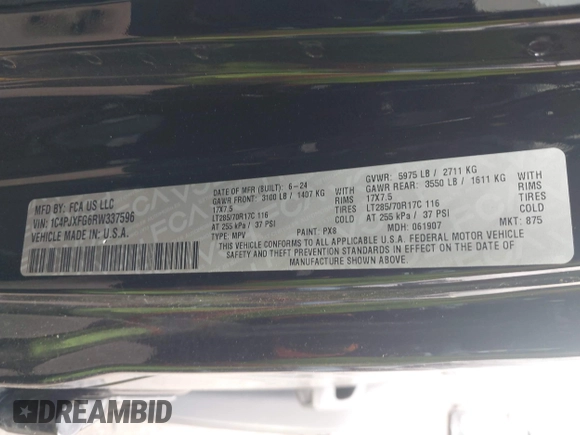 MFD BY: FCA US LLC
VIN: 1C4PJXFG6RW337596
VEHICLE MADE IN: U.S.A.
DATE OF MFR (BUILT): 6-24
GAWR FRONT: 3100 LB / 1407 KG
17X7.5
LT285/70R17C 116
AT 255 kPa / 37 PSI
TYPE: MPV
PAINT: PX8
WITH
RIMS
TIRES
COLD
GVWR: 5975 LB / 2711 KG
GAWR REAR: 3550 LB / 1611 KG
17X7.5
LT285/70R17C 116
AT 255 kPa / 37 PSI
MDH: 061907
WITH
RIMS
TIRES
COLD
MKT: 875
THIS VEHICLE CONFORMS TO ALL APPLICABLE U.S.A. FEDERAL MOTOR VEHICLE
SAFETY AND THEFT PREVENTION STANDARDS IN EFFECT ON THE DATE OF
MANUFACTURE SHOWN ABOVE.
DREAMBID